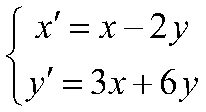 x′ = x − 2y
y′ = 3x + 6y